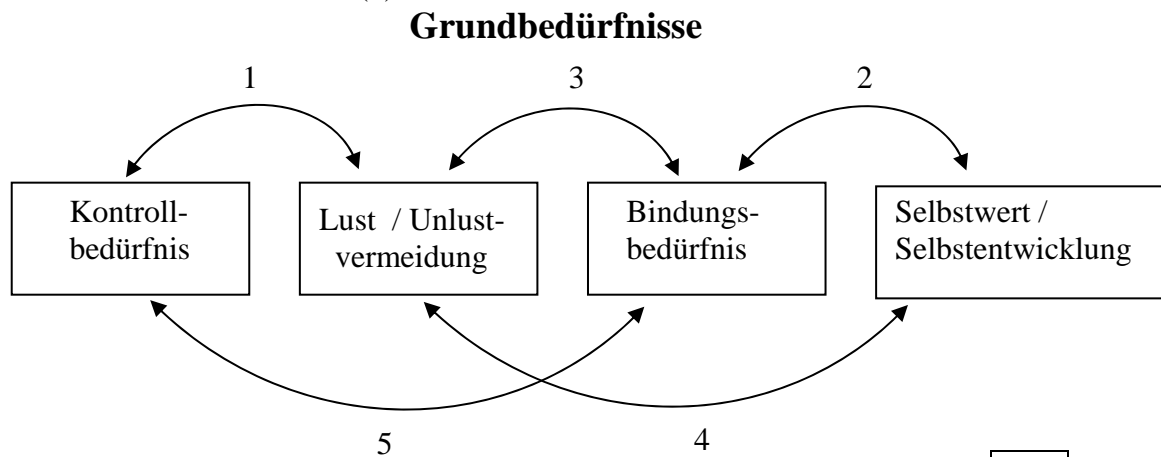 Grundbedürfnisse
1 3 2
Kontroll-
bedürfnis
Lust / Unlust-
vermeidung
Bindungs-
bedürfnis
Selbstwert /
Selbstentwicklung
5 4